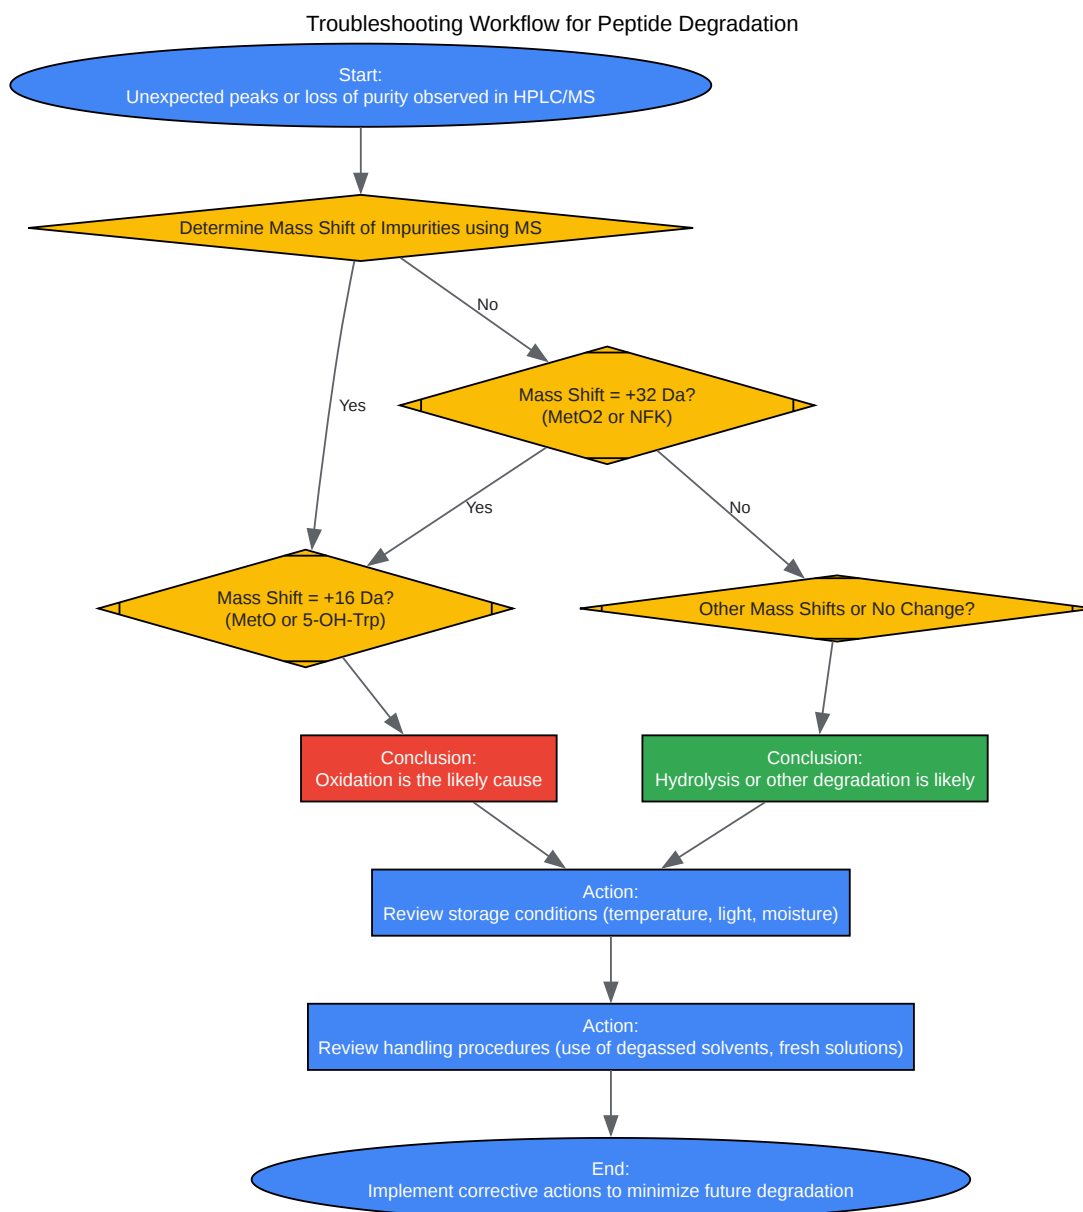 Troubleshooting Workflow for Peptide Degradation
Start:
Unexpected peaks or loss of purity observed in HPLC/MS
Determine Mass Shift of Impurities using MS
No
Yes
Mass Shift = +32 Da?
(MetO2 or NFK)
Yes
No
Mass Shift = +16 Da?
(MetO or 5-OH-Trp)
Other Mass Shifts or No Change?
Conclusion:
Oxidation is the likely cause
Conclusion:
Hydrolysis or other degradation is likely
Action:
Review storage conditions (temperature, light, moisture)
Action:
Review handling procedures (use of degassed solvents, fresh solutions)
End:
Implement corrective actions to minimize future degradation